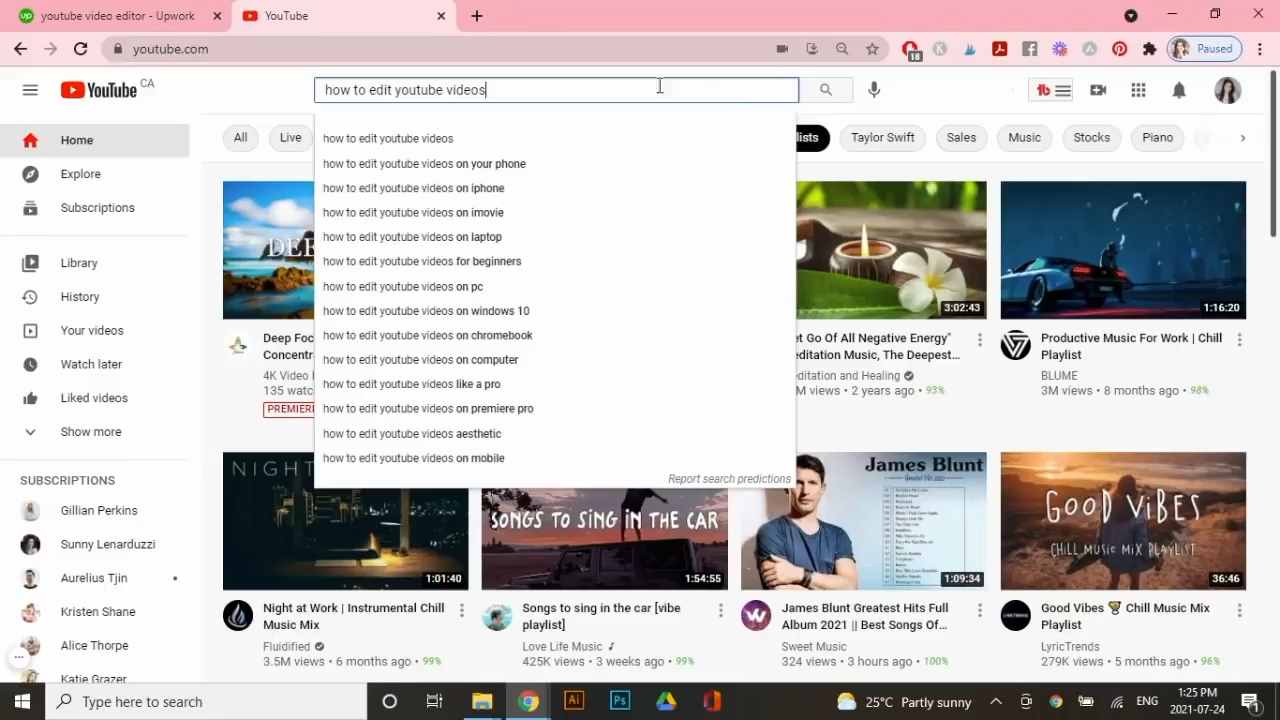 youtube video editor - Upwork
YouTube
youtube.com
18
Paused
YouTube CA
how to edit youtube videos
tb
Home
Explore
Subscriptions
Library
History
Your videos
Watch later
Liked videos
Show more
SUBSCRIPTIONS
Gillian Perkins
Sunny Lenarduzzi
Aurelius Tjin
Kristen Shane
Alice Thorpe
Katie Grazer
All
Live
lists
Taylor Swift
Sales
Music
Stocks
Piano
how to edit youtube videos
how to edit youtube videos on your phone
how to edit youtube videos on iphone
how to edit youtube videos on imovie
how to edit youtube videos on laptop
how to edit youtube videos for beginners
how to edit youtube videos on pc
how to edit youtube videos on windows 10
how to edit youtube videos on chromebook
how to edit youtube videos on computer
how to edit youtube videos like a pro
how to edit youtube videos on premiere pro
how to edit youtube videos aesthetic
how to edit youtube videos on mobile
Report search predictions
DEE
Deep Foc
Concentra
4K Video
135 watc
PREMIER
3:02:43
et Go Of All Negative Energy"
editation Music, The Deepest...
editation and Healing
M views • 2 years ago • 93%
1:16:20
Productive Music For Work | Chill
Playlist
BLUME
3M views • 8 months ago • 98%
NIGHT
1:01:40
Night at Work | Instrumental Chill
Music Mix
Fluidified
3.5M views • 6 months ago • 99%
SONGS TO SING IN THE CAR
1:54:55
Songs to sing in the car [vibe
playlist]
Love Life Music
425K views • 3 weeks ago • 99%
James Blunt
1:09:34
James Blunt Greatest Hits Full
Album 2021 || Best Songs Of...
Sweet Music
324 views • 3 hours ago • 100%
GOOD VIBES
CHILL MUSIC MIX PLAYLIST
36:46
Good Vibes 🏆 Chill Music Mix
Playlist
LyricTrends
279K views • 5 months ago • 96%
Type here to search
Ai
Ps
25°C Partly sunny
ENG
1:25 PM
2021-07-24
1